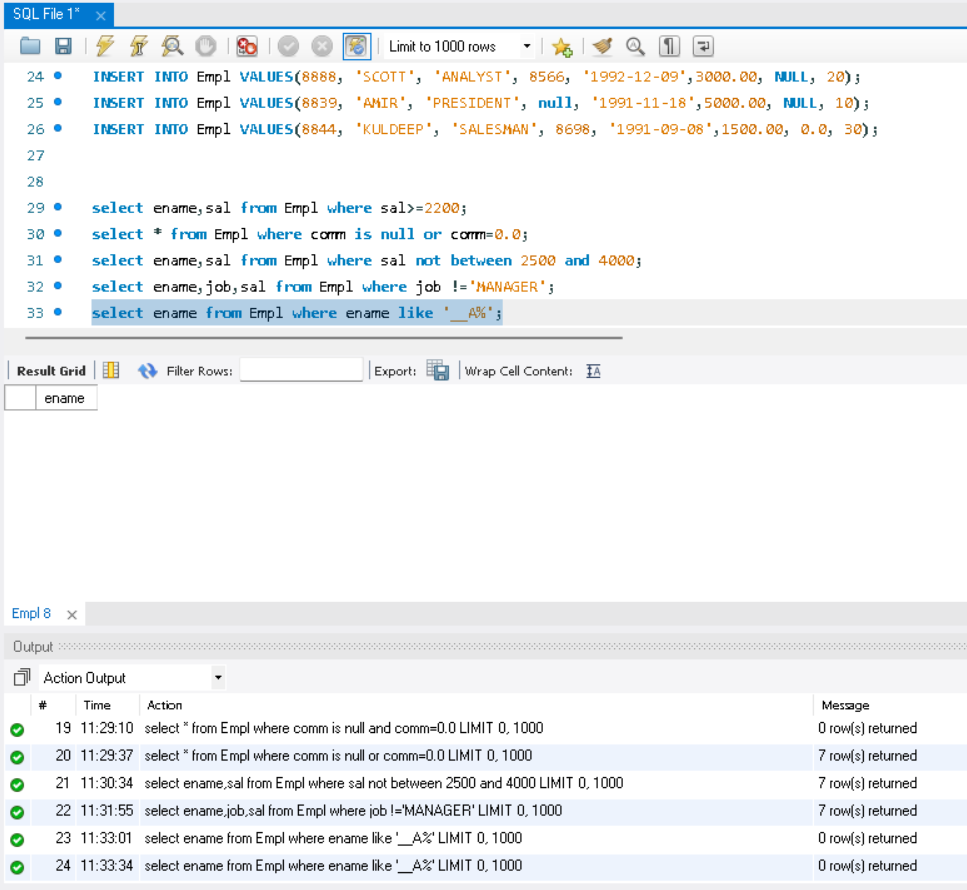 SQL File 1*
Limit to 1000 rows
24 INSERT INTO Empl VALUES(8888, 'SCOTT', 'ANALYST', 8566, '1992-12-09',3000.00, NULL, 20);
25 INSERT INTO Empl VALUES(8839, 'AMIR', 'PRESIDENT', null, '1991-11-18',5000.00, NULL, 10);
26 INSERT INTO Empl VALUES(8844, 'KULDEEP', 'SALESMAN', 8698, '1991-09-08',1500.00, 0.0, 30);
27
28
29 select ename,sal from Empl where sal>=2200;
30 select * from Empl where comm is null or comm=0.0;
31 select ename,sal from Empl where sal not between 2500 and 4000;
32 select ename,job,sal from Empl where job !='MANAGER';
33 select ename from Empl where ename like '__A%';
Result Grid Filter Rows: Export: Wrap Cell Content: IA
ename
Empl 8
Output
Action Output
# Time Action Message
19 11:29:10 select * from Empl where comm is null and comm=0.0 LIMIT 0, 1000 0 row(s) returned
20 11:29:37 select * from Empl where comm is null or comm=0.0 LIMIT 0, 1000 7 row(s) returned
21 11:30:34 select ename,sal from Empl where sal not between 2500 and 4000 LIMIT 0, 1000 7 row(s) returned
22 11:31:55 select ename,job,sal from Empl where job !='MANAGER' LIMIT 0, 1000 7 row(s) returned
23 11:33:01 select ename from Empl where ename like '__A%' LIMIT 0, 1000 0 row(s) returned
24 11:33:34 select ename from Empl where ename like '__A%' LIMIT 0, 1000 0 row(s) returned